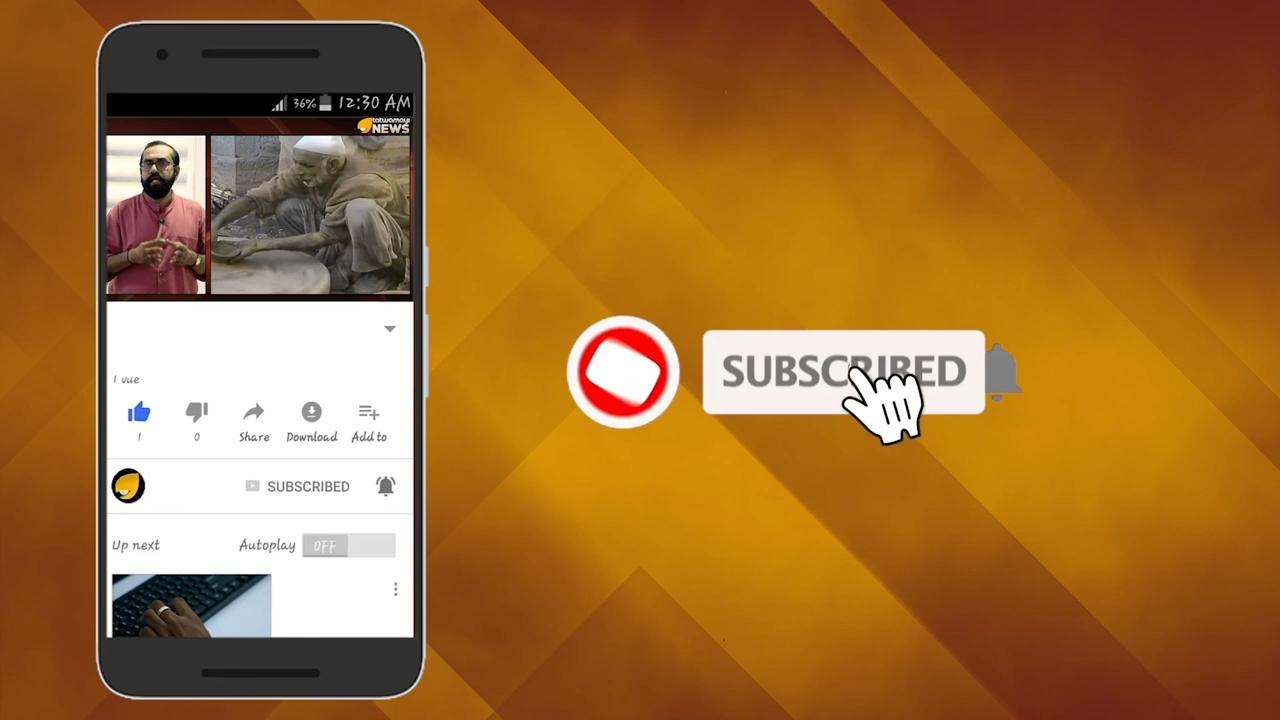 36% 12:30 AM
tatwamayi
NEWS
1 vue
1 0 Share Download Add to
SUBSCRIBED
Up next Autoplay OFF
SUBSCRIBED